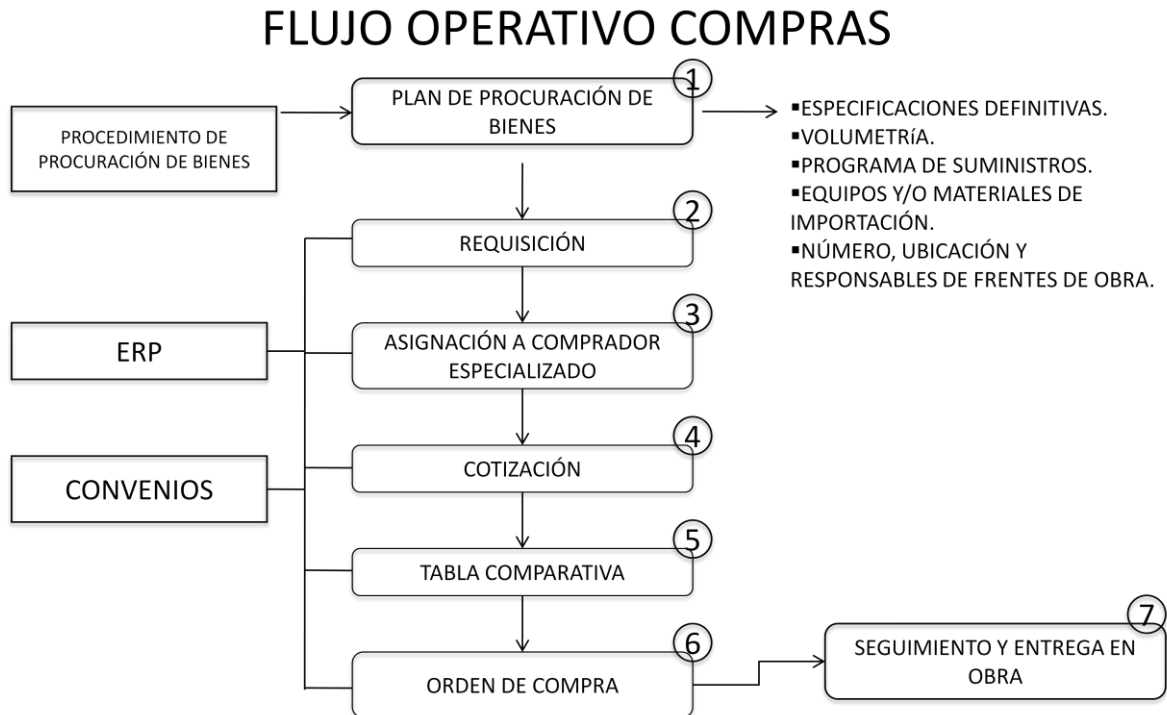 FLUJO OPERATIVO COMPRAS
1
PLAN DE PROCURACIÓN DE
BIENES
PROCEDIMIENTO DE
PROCURACIÓN DE BIENES
▪ESPECIFICACIONES DEFINITIVAS.
▪VOLUMETRíA.
▪PROGRAMA DE SUMINISTROS.
▪EQUIPOS Y/O MATERIALES DE
IMPORTACIÓN.
▪NÚMERO, UBICACIÓN Y
RESPONSABLES DE FRENTES DE OBRA.
2
REQUISICIÓN
3
ASIGNACIÓN A COMPRADOR
ESPECIALIZADO
ERP
4
COTIZACIÓN
CONVENIOS
5
TABLA COMPARATIVA
6
ORDEN DE COMPRA
7
SEGUIMIENTO Y ENTREGA EN
OBRA